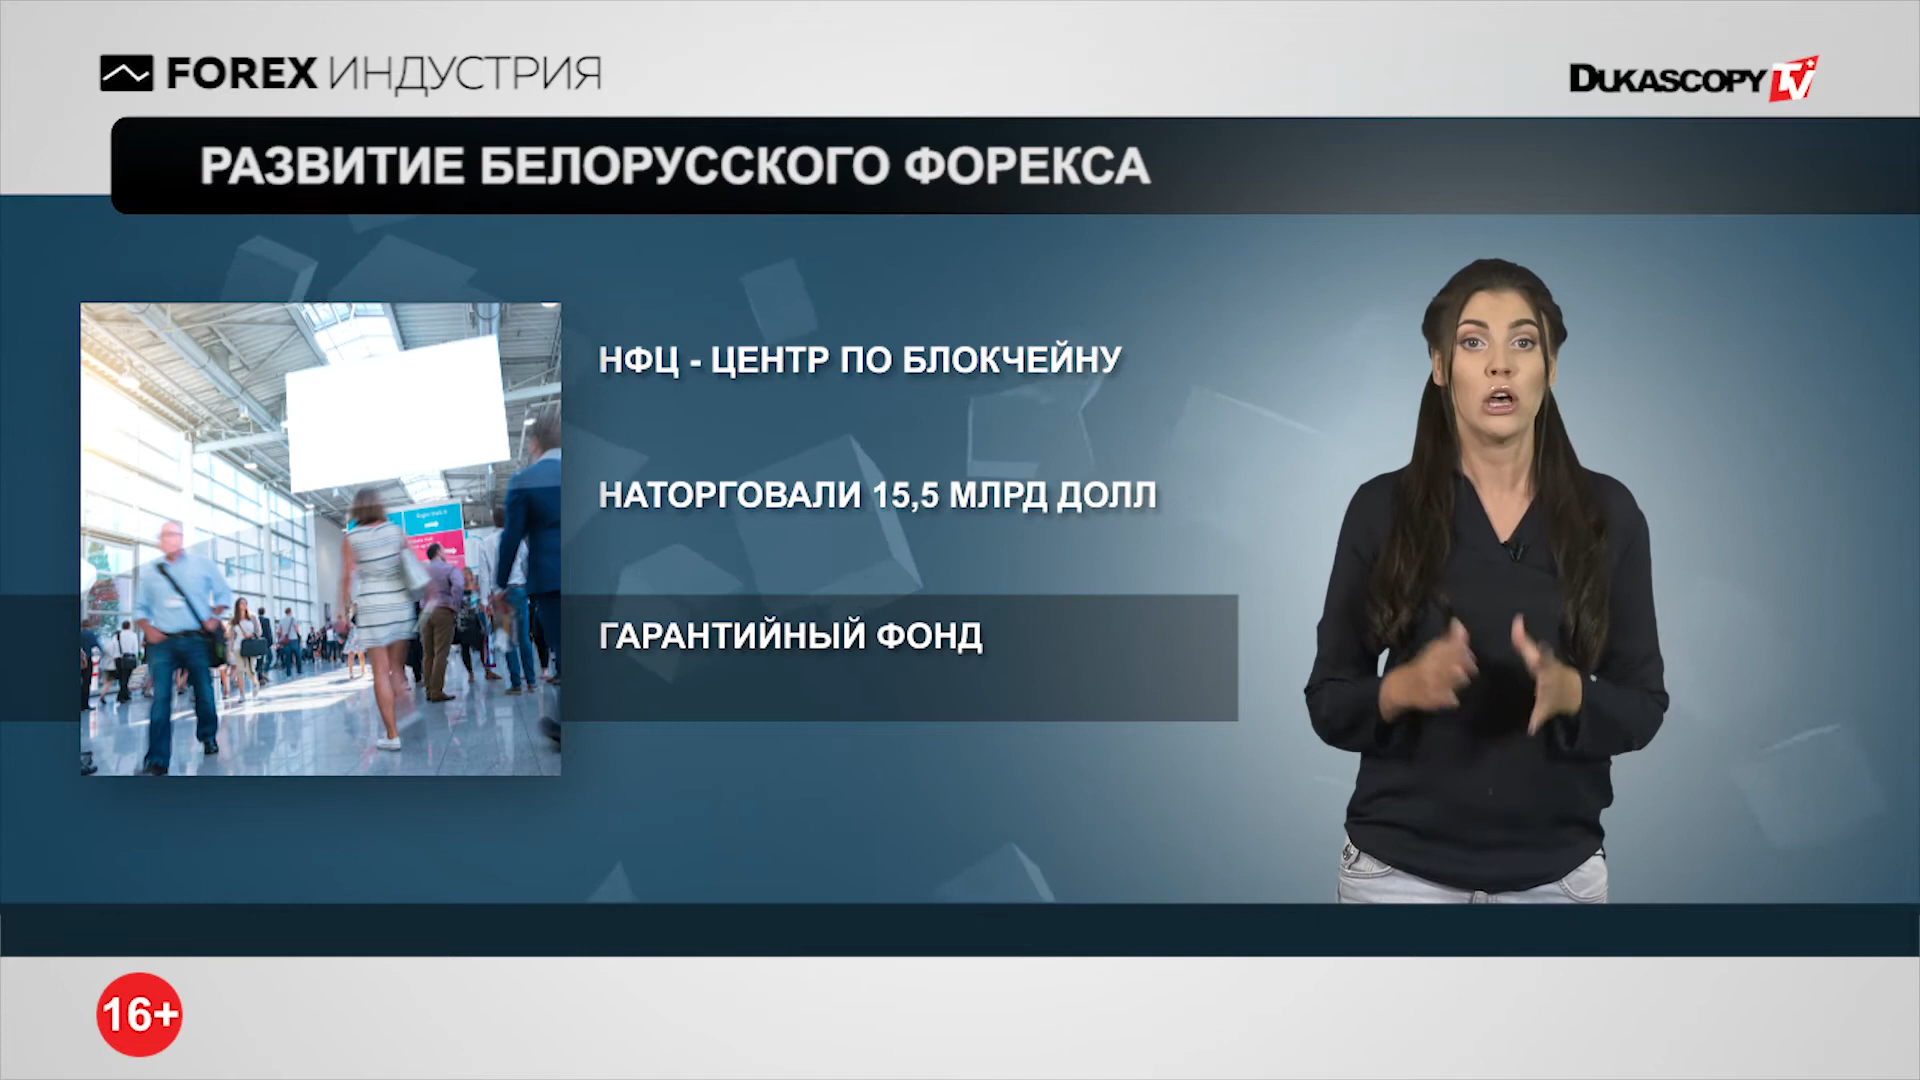 FOREX ИНДУСТРИЯ
DUKASCOPY TV
РАЗВИТИЕ БЕЛОРУССКОГО ФОРЕКСА
НФЦ - ЦЕНТР ПО БЛОКЧЕЙНУ
НАТОРГОВАЛИ 15,5 МЛРД ДОЛЛ
ГАРАНТИЙНЫЙ ФОНД
16+